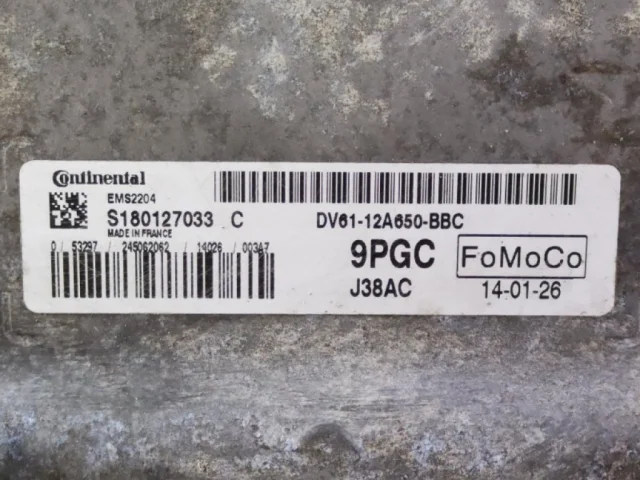 Continental
EMS2204
S180127033 C
MADE IN FRANCE
0 / 53297 / 245062062 / 14026 / 003A7
DV61-12A650-BBC
9PGC FoMoCo
J38AC 14-01-26